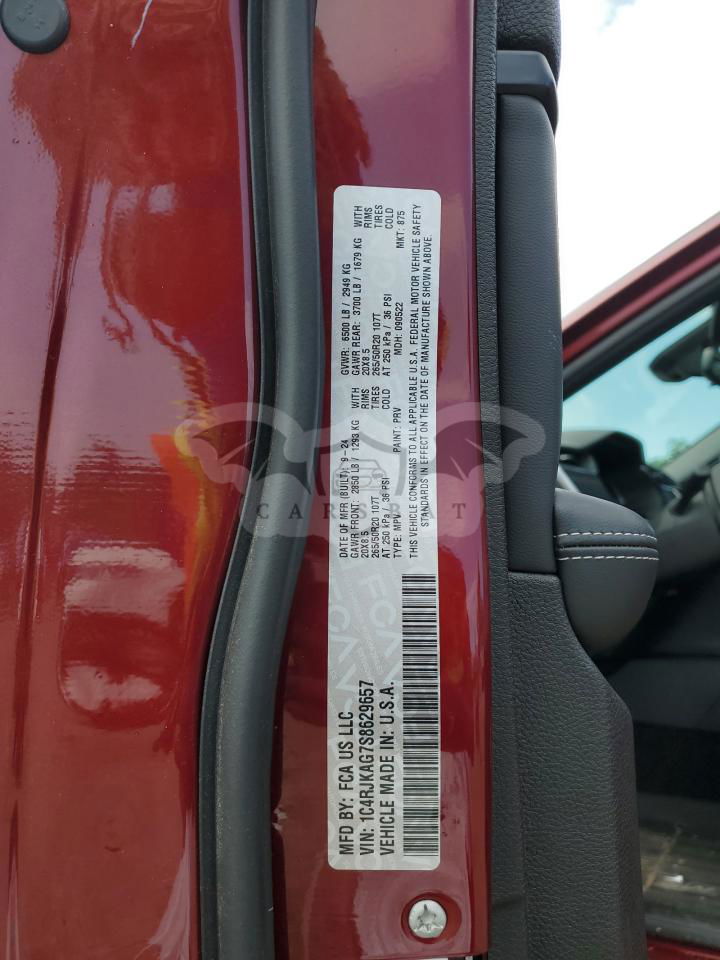 MFD BY: FCA US LLC
VIN: 1C4RJKAG7S8629657
VEHICLE MADE IN: U.S.A.
DATE OF MFR (BUILT): 9-24 GVWR: 6500 LB / 2949 KG
GAWR FRONT: 2850 LB / 1293 KG WITH GAWR REAR: 3700 LB / 1679 KG WITH
20X8.5 RIMS 20X8.5 RIMS
265/50R20 107T TIRES 265/50R20 107T TIRES
AT 250 kPa / 36 PSI COLD AT 250 kPa / 36 PSI COLD
TYPE: MPV PAINT: PRV MDH: 090522 MKT: 875
THIS VEHICLE CONFORMS TO ALL APPLICABLE U.S.A. FEDERAL MOTOR VEHICLE SAFETY
STANDARDS IN EFFECT ON THE DATE OF MANUFACTURE SHOWN ABOVE.
CARSBAT